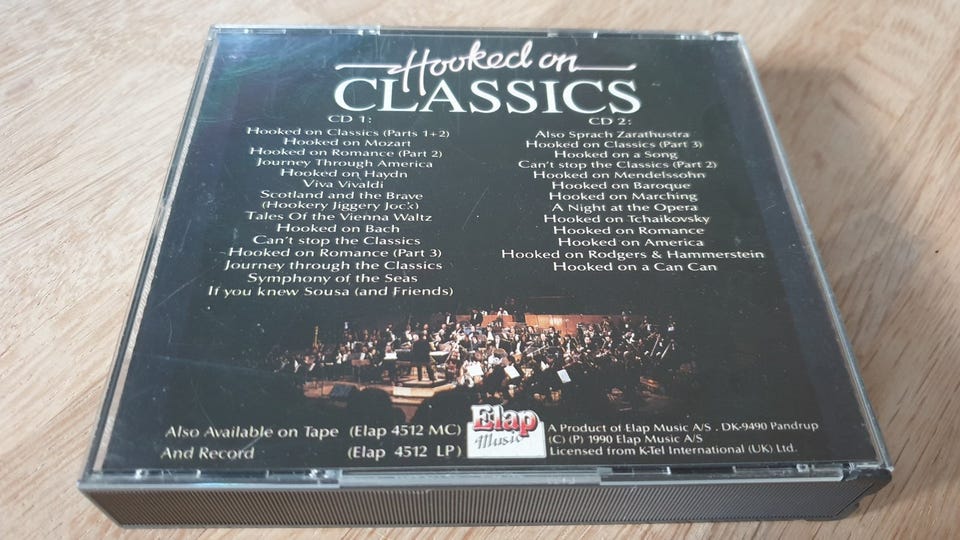 Hooked on
CLASSICS
CD 1:
Hooked on Classics (Parts 1+2)
Hooked on Mozart
Hooked on Romance (Part 2)
Journey Through America
Hooked on Haydn
Viva Vivaldi
Scotland and the Brave
(Hookery Jiggery Jock)
Tales Of the Vienna Waltz
Hooked on Bach
Can't stop the Classics
Hooked on Romance (Part 3)
Journey through the Classics
Symphony of the Seas
If you knew Sousa (and Friends)
CD 2:
Also Sprach Zarathustra
Hooked on Classics (Part 3)
Hooked on a Song
Can't stop the Classics (Part 2)
Hooked on Mendelssohn
Hooked on Baroque
Hooked on Marching
A Night at the Opera
Hooked on Tchaikovsky
Hooked on Romance
Hooked on America
Hooked on Rodgers & Hammerstein
Hooked on a Can Can
Also Available on Tape (Elap 4512 MC)
And Record (Elap 4512 LP)
Elap
Music
A Product of Elap Music A/S . DK-9490 Pandrup
(C) (P) 1990 Elap Music A/S
Licensed from K-Tel International (UK) Ltd.